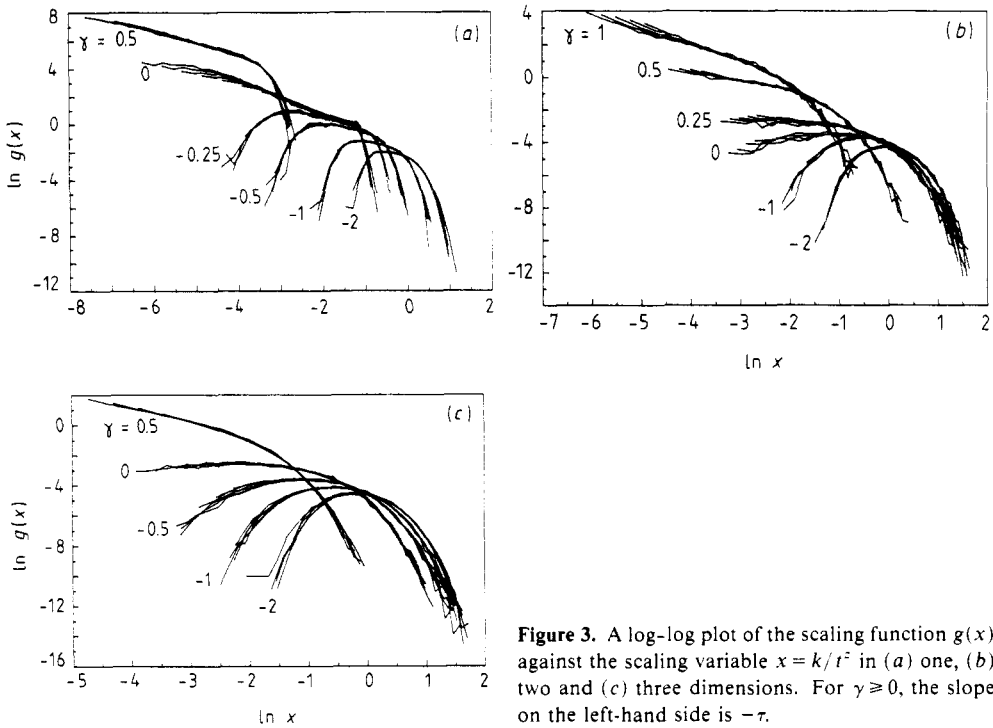 8
4
0
-4
-8
-12
ln g(x)
(a)
γ = 0.5
0
-0.25
-0.5
-1
-2
-8 -6 -4 -2 0 2
4
0
-4
-8
-12
(b)
γ = 1
0.5
0.25
0
-1
-2
-7 -6 -5 -4 -3 -2 -1 0 1 2
ln x
0
-4
-8
-12
-16
ln g(x)
(c)
γ = 0.5
0
-0.5
-1
-2
-5 -4 -3 -2 -1 0 1 2
ln x
Figure 3. A log-log plot of the scaling function g(x)
against the scaling variable x = k/t^z in (a) one, (b)
two and (c) three dimensions. For γ ≥ 0, the slope
on the left-hand side is −τ.